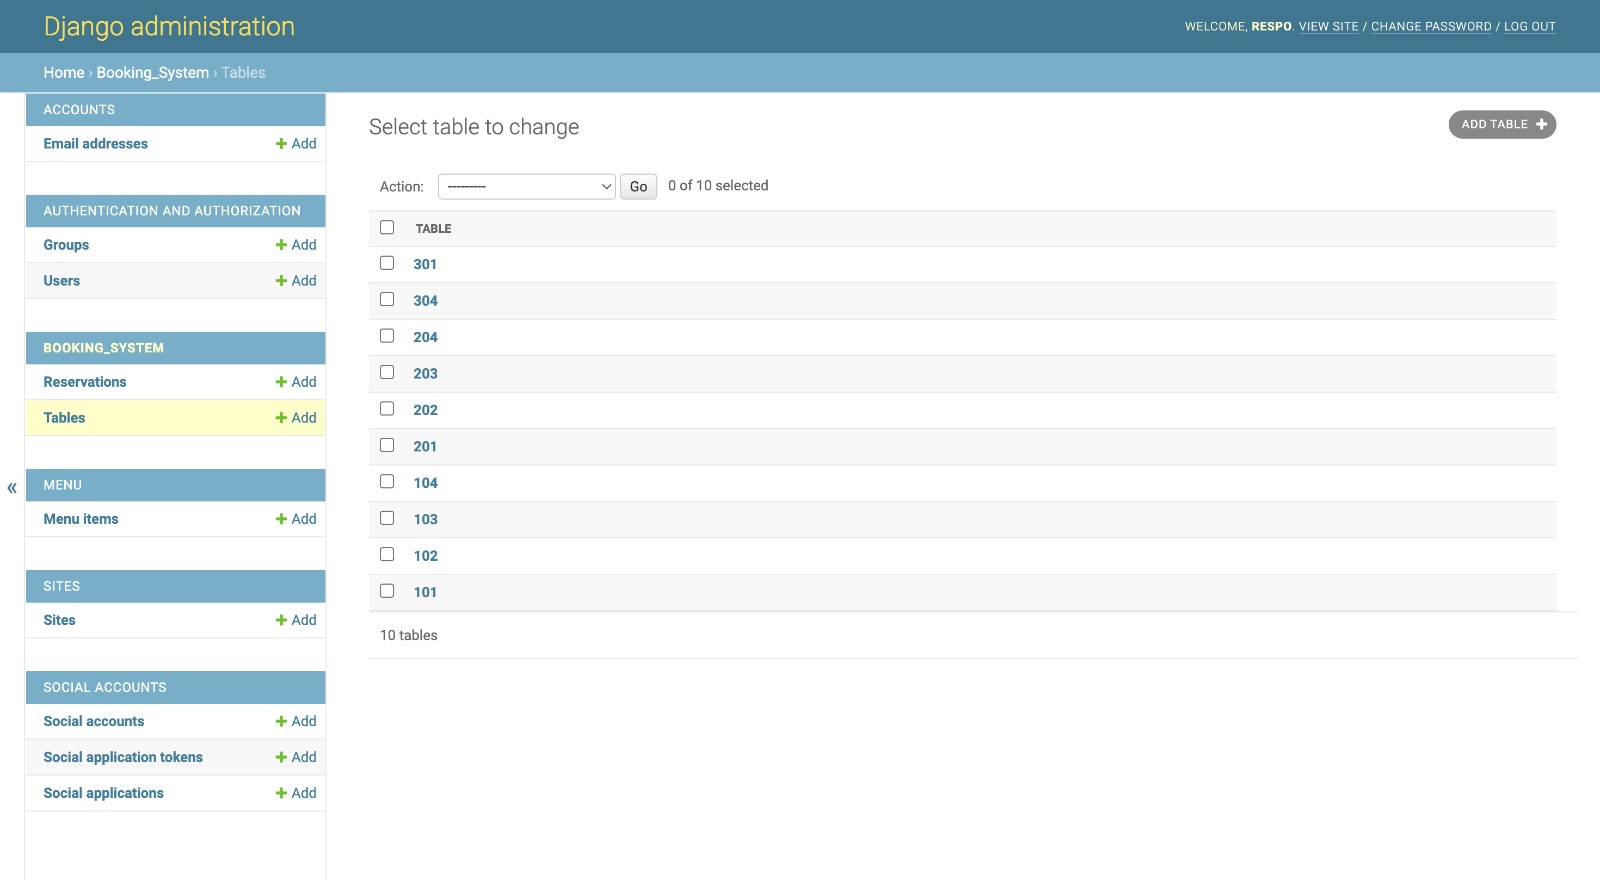 Django administration
WELCOME, RESPO. VIEW SITE / CHANGE PASSWORD / LOG OUT
Home › Booking_System › Tables
ACCOUNTS
Email addresses + Add
AUTHENTICATION AND AUTHORIZATION
Groups + Add
Users + Add
BOOKING_SYSTEM
Reservations + Add
Tables + Add
MENU
Menu items + Add
SITES
Sites + Add
SOCIAL ACCOUNTS
Social accounts + Add
Social application tokens + Add
Social applications + Add
«
Select table to change
ADD TABLE +
Action: --------- Go 0 of 10 selected
TABLE
301
304
204
203
202
201
104
103
102
101
10 tables